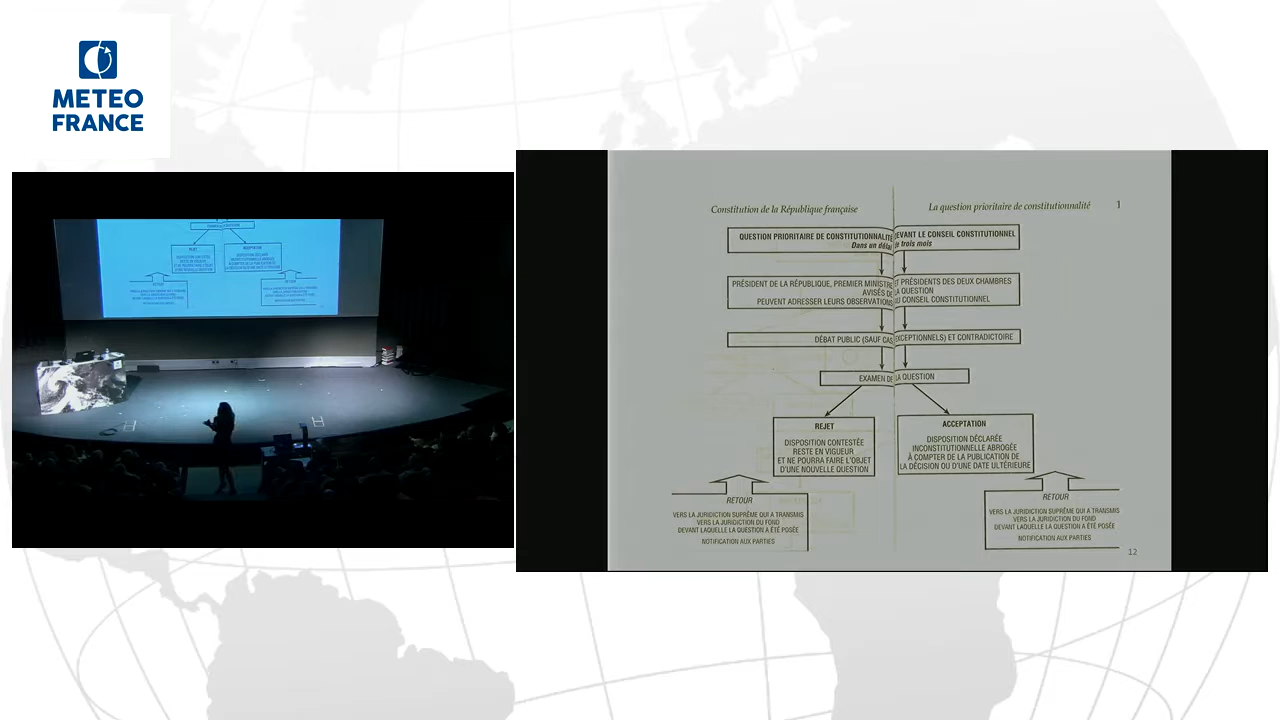 METEO
FRANCE
Constitution de la République française
La question prioritaire de constitutionnalité
1
QUESTION PRIORITAIRE DE CONSTITUTIONNALITÉ DEVANT LE CONSEIL CONSTITUTIONNEL
Dans un délai de trois mois
PRÉSIDENT DE LA RÉPUBLIQUE, PREMIER MINISTRE ET PRÉSIDENTS DES DEUX CHAMBRES
AVISÉS DE LA QUESTION
PEUVENT ADRESSER LEURS OBSERVATIONS AU CONSEIL CONSTITUTIONNEL
DÉBAT PUBLIC (SAUF CAS EXCEPTIONNELS) ET CONTRADICTOIRE
EXAMEN DE LA QUESTION
REJET
DISPOSITION CONTESTÉE
RESTE EN VIGUEUR
ET NE POURRA FAIRE L'OBJET
D'UNE NOUVELLE QUESTION
ACCEPTATION
DISPOSITION DÉCLARÉE
INCONSTITUTIONNELLE ABROGÉE
À COMPTER DE LA PUBLICATION DE
LA DÉCISION OU D'UNE DATE ULTÉRIEURE
RETOUR
VERS LA JURIDICTION SUPRÊME QUI A TRANSMIS
VERS LA JURIDICTION DU FOND
DEVANT LAQUELLE LA QUESTION A ÉTÉ POSÉE
NOTIFICATION AUX PARTIES
RETOUR
VERS LA JURIDICTION SUPRÊME QUI A TRANSMIS
VERS LA JURIDICTION DU FOND
DEVANT LAQUELLE LA QUESTION A ÉTÉ POSÉE
NOTIFICATION AUX PARTIES
12
REJET
ACCEPTATION
RETOUR
RETOUR